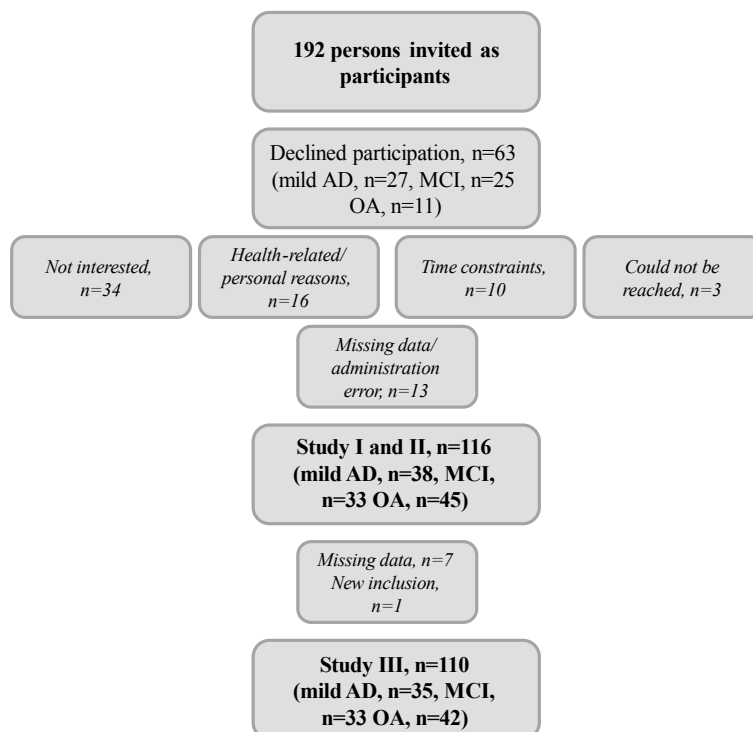 192 persons invited as
participants
Declined participation, n=63
(mild AD, n=27, MCI, n=25
OA, n=11)
Not interested,
n=34
Health-related/
personal reasons,
n=16
Time constraints,
n=10
Could not be
reached, n=3
Missing data/
administration
error, n=13
Study I and II, n=116
(mild AD, n=38, MCI,
n=33 OA, n=45)
Missing data, n=7
New inclusion,
n=1
Study III, n=110
(mild AD, n=35, MCI,
n=33 OA, n=42)